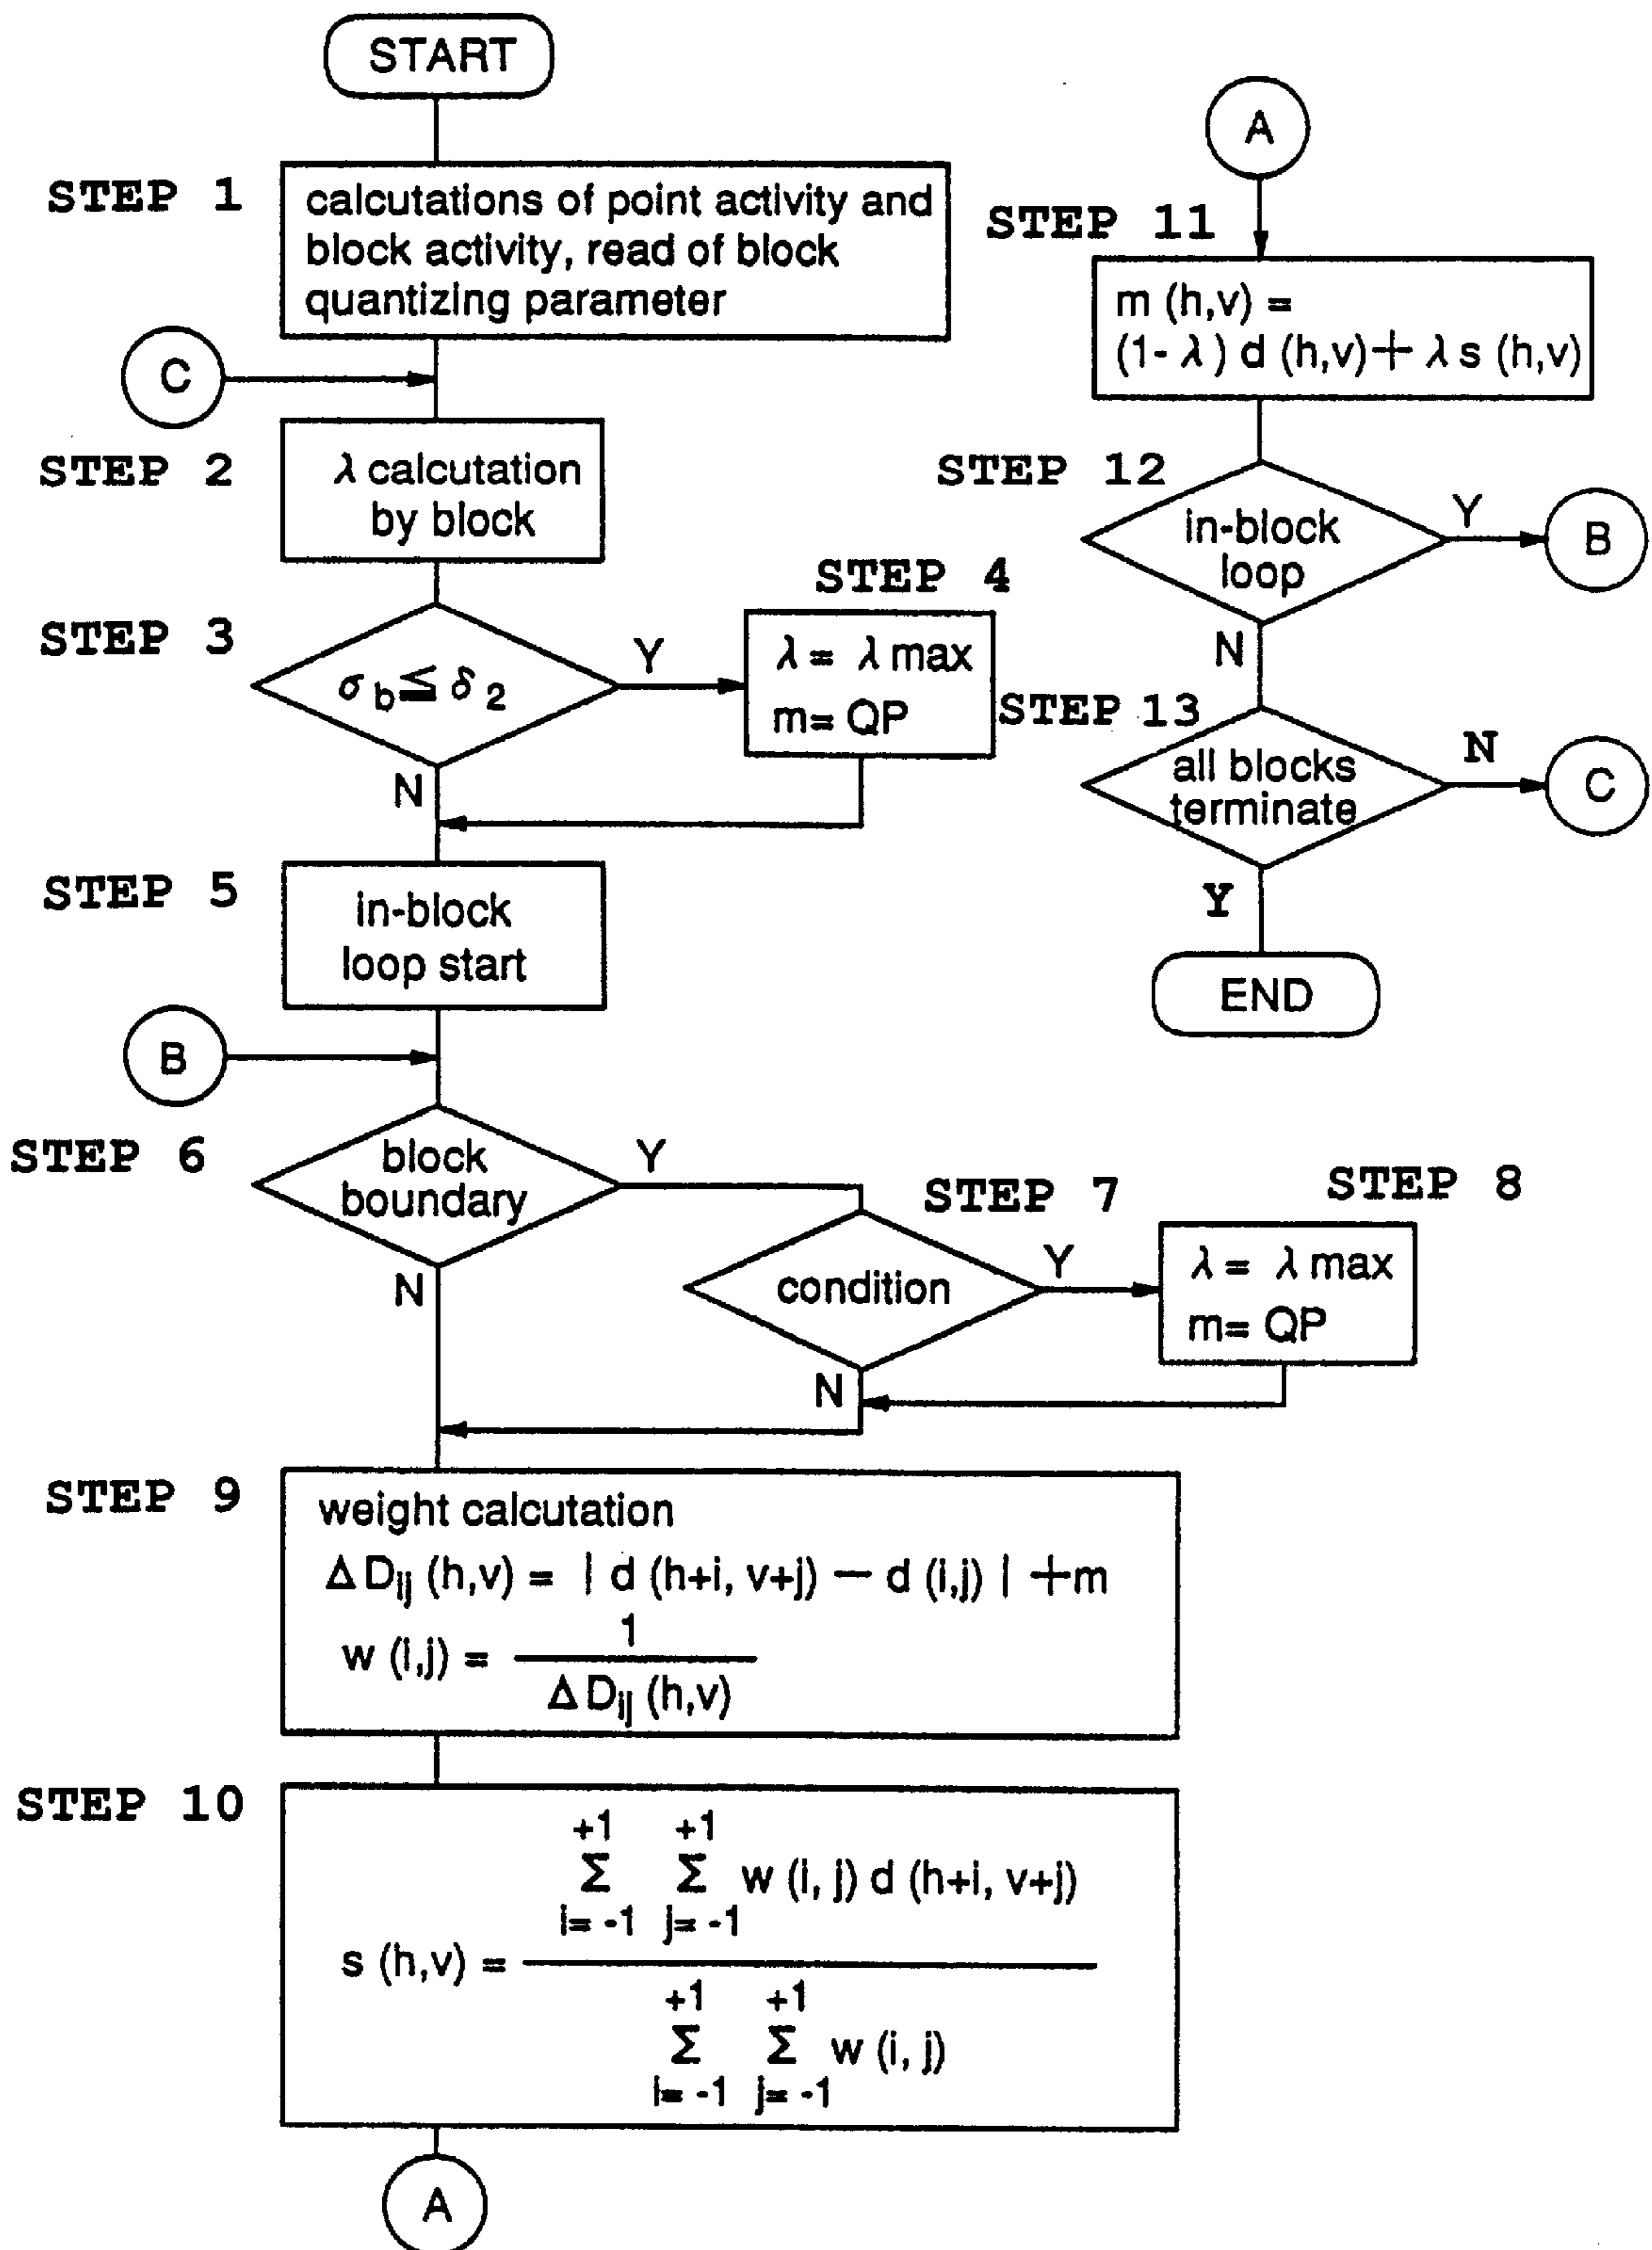 START
STEP 1
calcutations of point activity and
block activity, read of block
quantizing parameter
C
STEP 2
λ calcutation
by block
STEP 3
σb≦ δ2
Y
N
STEP 4
λ = λ max
m= QP
STEP 5
in-block
loop start
B
STEP 6
block
boundary
Y
N
STEP 7
condition
Y
N
STEP 8
λ = λ max
m= QP
STEP 9
weight calcutation
ΔDij (h,v) = | d (h+i, v+j) − d (i,j) | +m
w (i,j) = 1 / ΔDij (h,v)
STEP 10
+1 +1
Σ Σ w (i, j) d (h+i, v+j)
i= -1 j= -1
s (h,v) =
+1 +1
Σ Σ w (i, j)
i= -1 j= -1
A
A
STEP 11
m (h,v) =
(1- λ ) d (h,v)+ λ s (h,v)
STEP 12
in-block
loop
Y
B
N
STEP 13
all blocks
terminate
N
C
Y
END